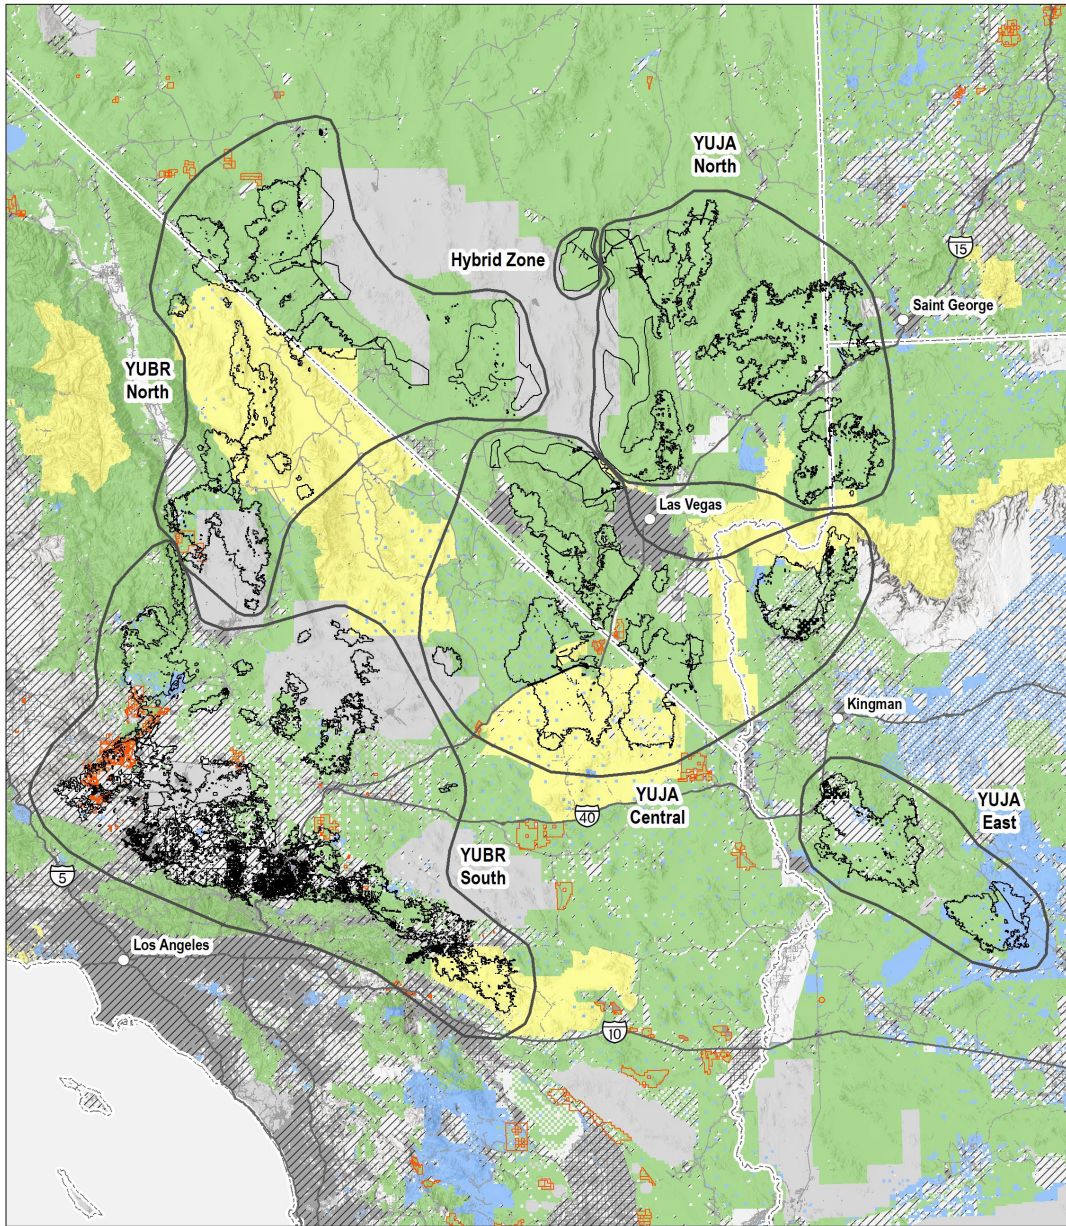 YUJA
North
Hybrid Zone
15
Saint George
YUBR
North
Las Vegas
Kingman
YUJA
Central
40
YUJA
East
YUBR
South
5
Los Angeles
10